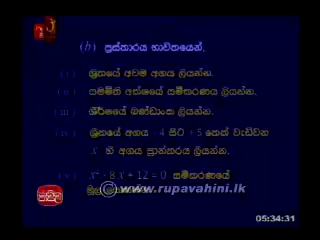 (b) ප්‍රස්තාරය භාවිතයෙන්,
(i) ශ්‍රිතයේ අවම අගය ලියන්න.
(ii) සමමිති අක්ෂයේ සමීකරණය ලියන්න.
(iii) ශීර්ෂයේ ඛණ්ඩාංක ලියන්න.
(iv) ශ්‍රිතයේ අගය -4 සිට +5 තෙක් වැඩිවන
x හි අගය ප්‍රාන්තරය ලියන්න.
(v) x² - 8x + 12 = 0 සමීකරණයේ
© www.rupavahini.lk
05:34:31